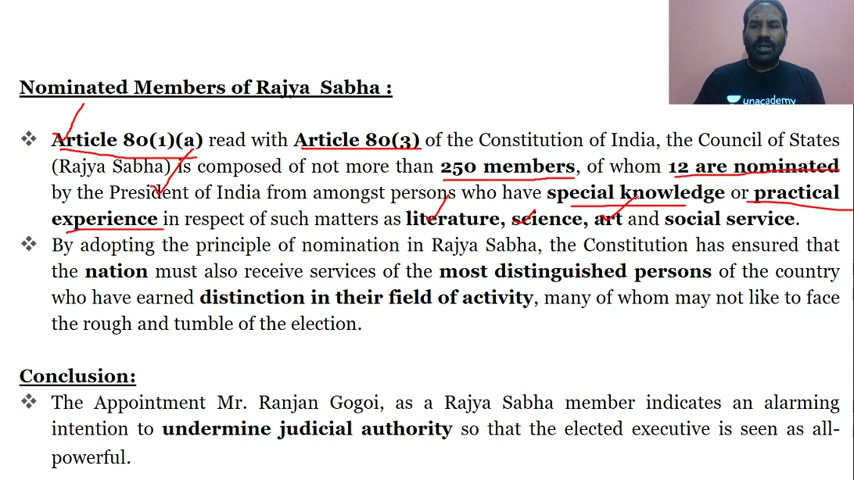 unacademy
Nominated Members of Rajya Sabha :
❖ Article 80(1)(a) read with Article 80(3) of the Constitution of India, the Council of States
(Rajya Sabha) is composed of not more than 250 members, of whom 12 are nominated
by the President of India from amongst persons who have special knowledge or practical
experience in respect of such matters as literature, science, art and social service.
❖ By adopting the principle of nomination in Rajya Sabha, the Constitution has ensured that
the nation must also receive services of the most distinguished persons of the country
who have earned distinction in their field of activity, many of whom may not like to face
the rough and tumble of the election.
Conclusion:
❖ The Appointment Mr. Ranjan Gogoi, as a Rajya Sabha member indicates an alarming
intention to undermine judicial authority so that the elected executive is seen as all-
powerful.